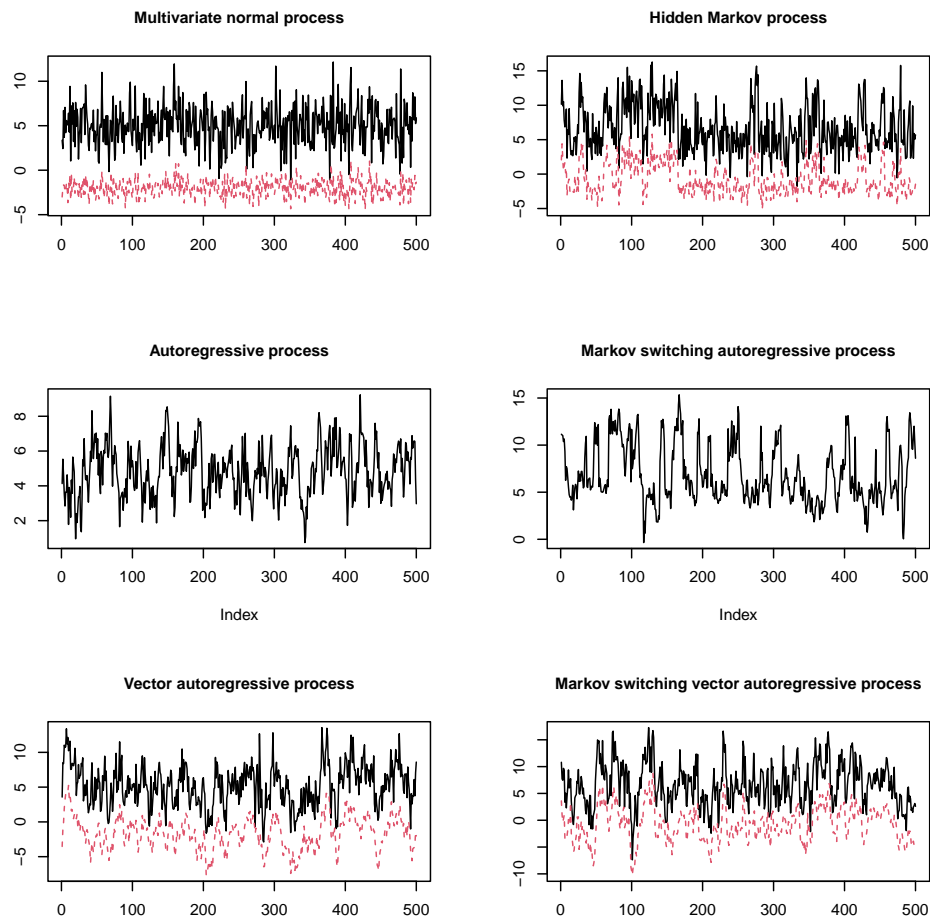 Multivariate normal process
Hidden Markov process
10
5
0
−5
0 100 200 300 400 500
15
10
5
0
−5
0 100 200 300 400 500
Autoregressive process
Markov switching autoregressive process
8
6
4
2
0 100 200 300 400 500
Index
15
10
5
0
0 100 200 300 400 500
Index
Vector autoregressive process
Markov switching vector autoregressive process
10
5
0
−5
0 100 200 300 400 500
10
5
0
−10
0 100 200 300 400 500